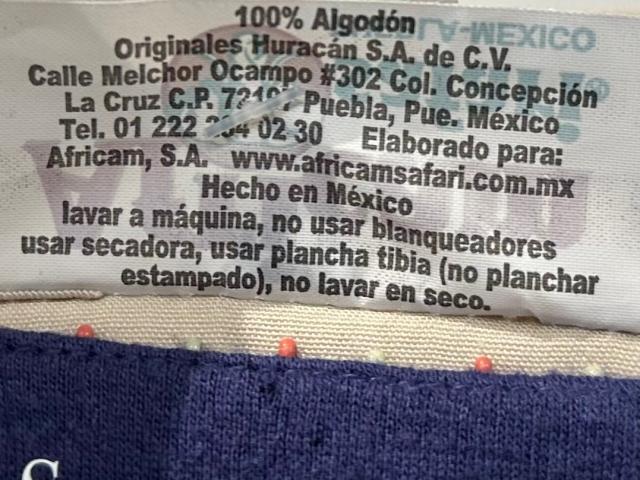 100% Algodón
Originales Huracán S.A. de C.V.
Calle Melchor Ocampo #302 Col. Concepción
La Cruz C.P. Puebla, Pue. México
Tel. 01 222 02 30 Elaborado para:
Africam, S.A. www.africamsafari.com.mx
Hecho en México
lavar a máquina, no usar blanqueadores
usar secadora, usar plancha tibia (no planchar
estampado), no lavar en seco.
S